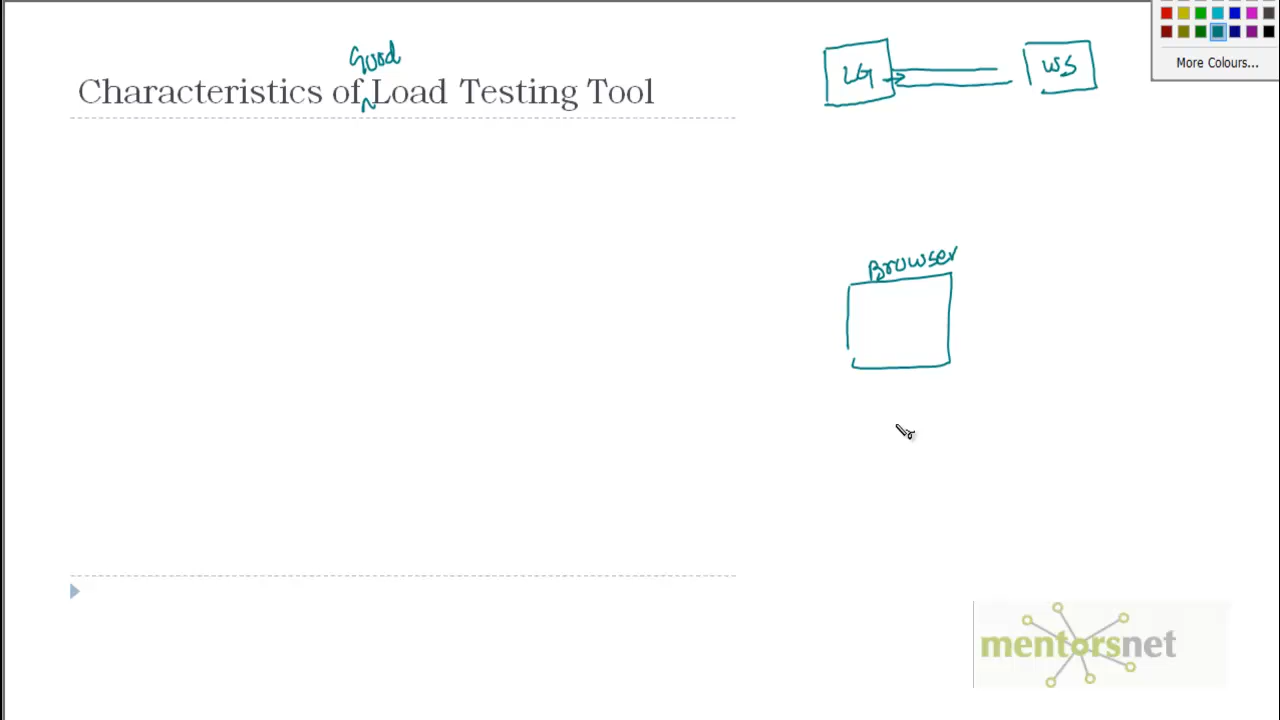 Good
Characteristics of Load Testing Tool
LG
WS
More Colours...
Browser
mentorsnet